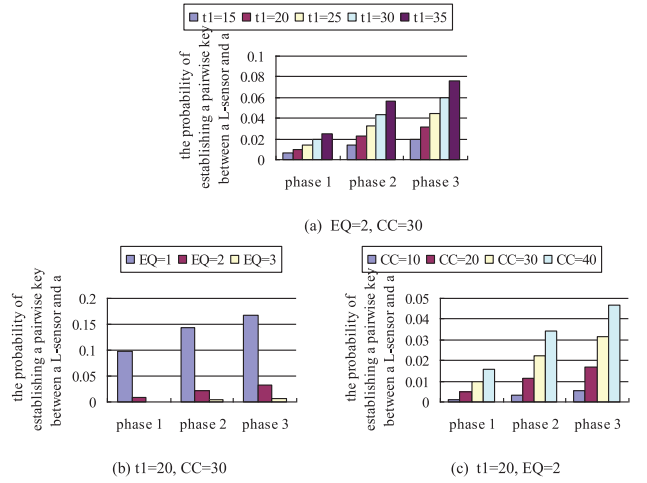 t1=15 t1=20 t1=25 t1=30 t1=35
the probability of
establishing a pairwise key
between a L-sensor and a
0.1
0.08
0.06
0.04
0.02
0
phase 1 phase 2 phase 3
(a) EQ=2, CC=30
EQ=1 EQ=2 EQ=3
the probability of
establishing a pairwise key
between a L-sensor and a
0.2
0.15
0.1
0.05
0
phase 1 phase 2 phase 3
(b) t1=20, CC=30
CC=10 CC=20 CC=30 CC=40
the probability of
establishing a pairwise key
between a L-sensor and a
0.05
0.04
0.03
0.02
0.01
0
phase 1 phase 2 phase 3
(c) t1=20, EQ=2